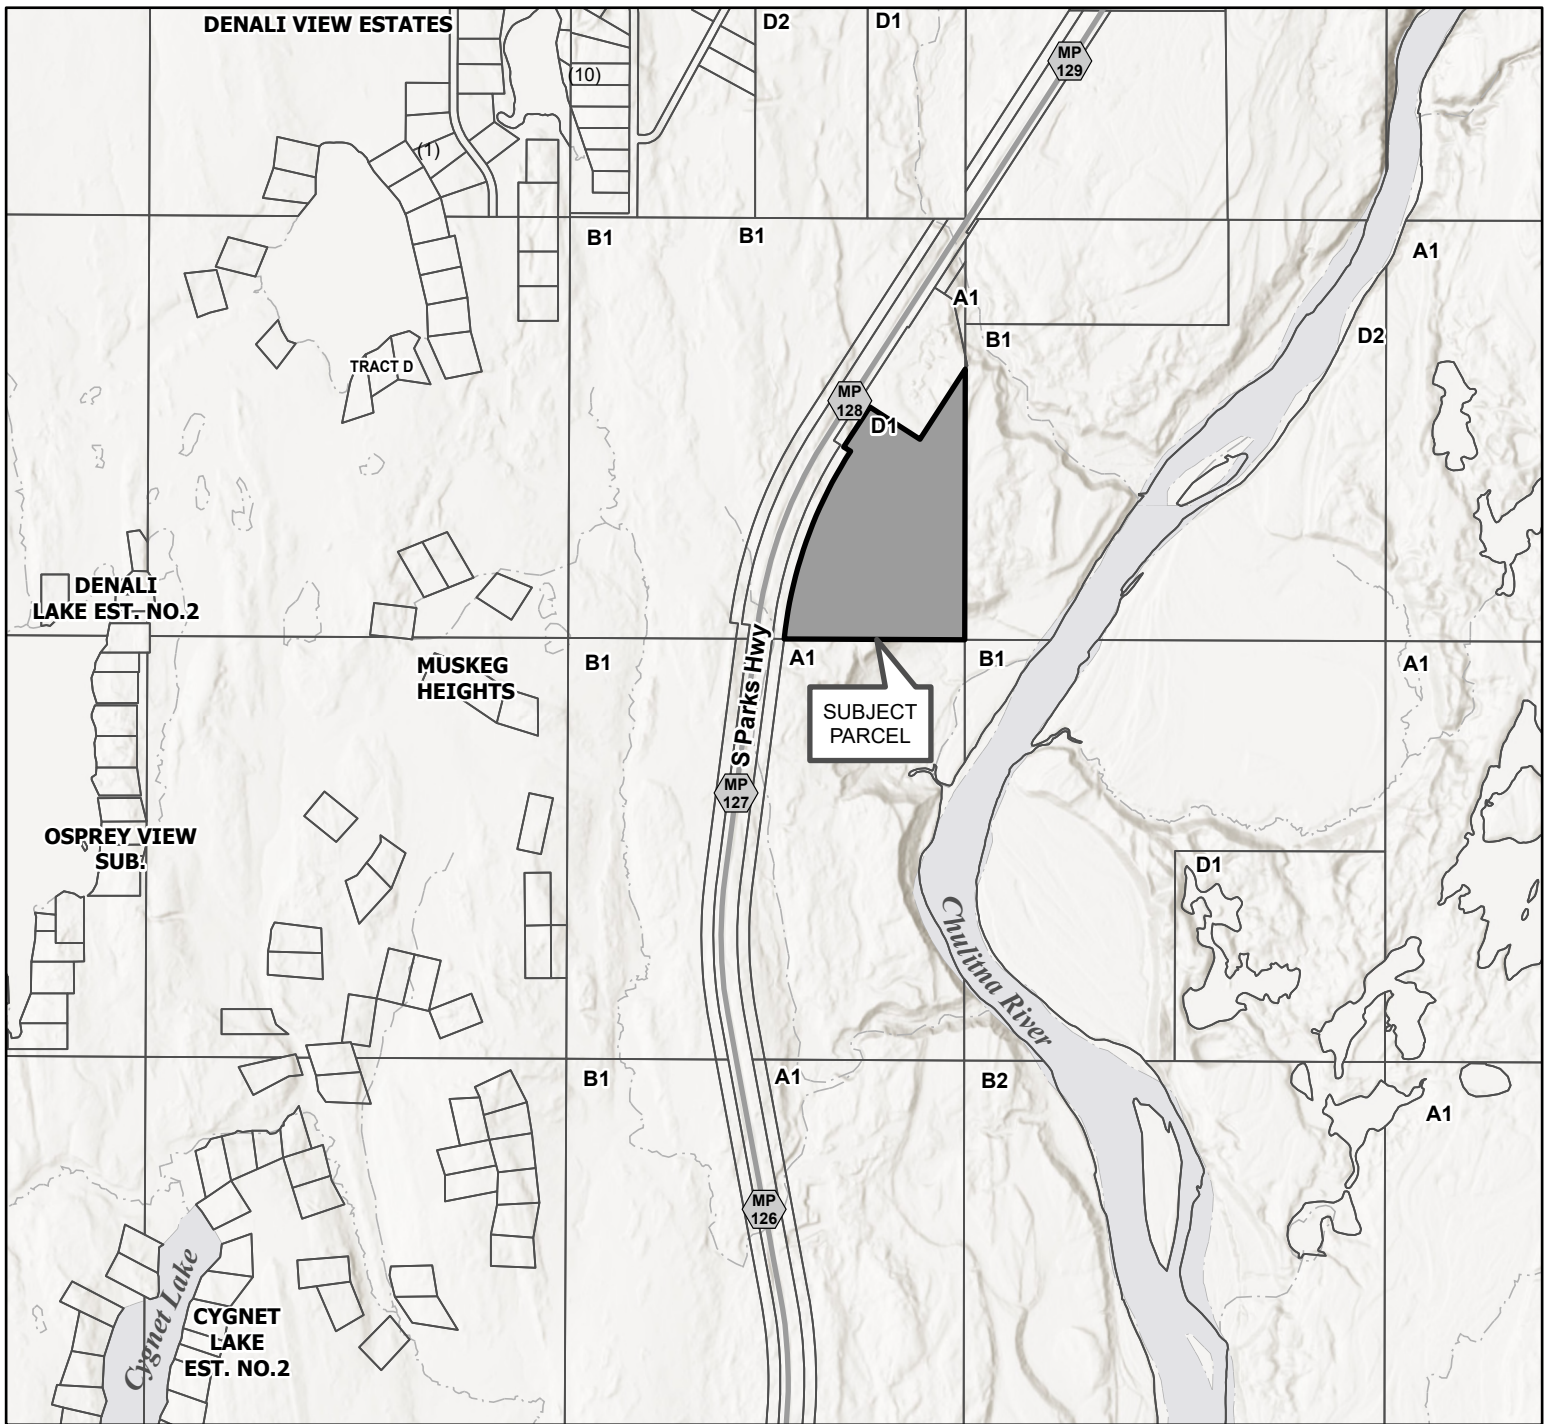 DENALI VIEW ESTATES
D2
D1
MP
129
(10)
(1)
B1
B1
A1
A1
B1
D2
TRACT D
MP
128
D1
DENALI
LAKE EST. NO.2
S Parks Hwy
MUSKEG
HEIGHTS
B1
A1
B1
A1
SUBJECT
PARCEL
MP
127
OSPREY VIEW
SUB.
D1
Chulitna River
B1
A1
B2
A1
MP
126
Cygnet Lake
CYGNET
LAKE
EST. NO.2